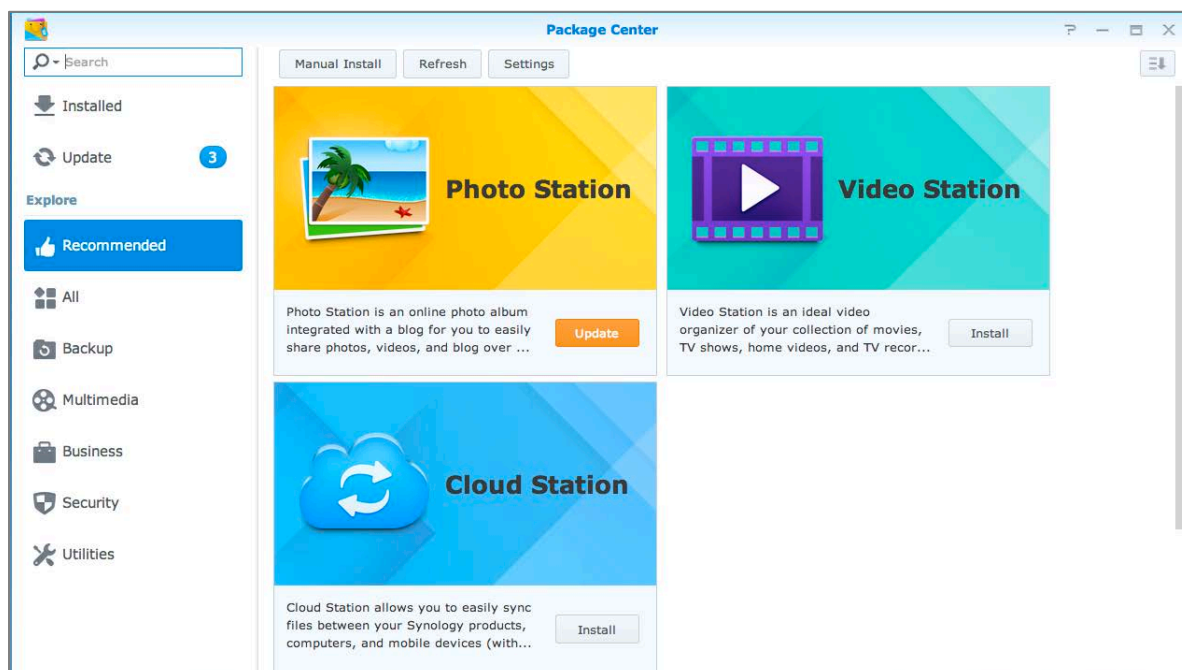 Package Center
Search
Manual Install
Refresh
Settings
Installed
Update
3
Explore
Recommended
All
Backup
Multimedia
Business
Security
Utilities
Photo Station
Photo Station is an online photo album
integrated with a blog for you to easily
share photos, videos, and blog over ...
Update
Video Station
Video Station is an ideal video
organizer of your collection of movies,
TV shows, home videos, and TV recor...
Install
Cloud Station
Cloud Station allows you to easily sync
files between your Synology products,
computers, and mobile devices (with...
Install